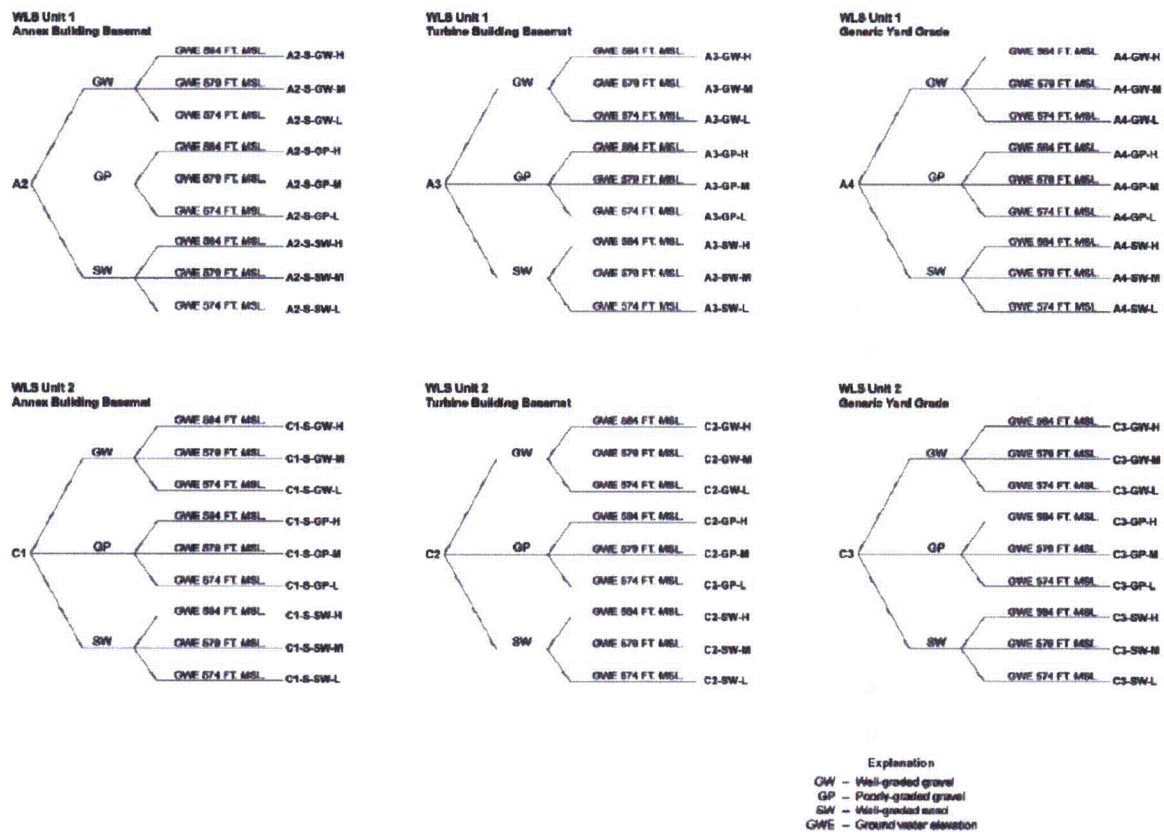 WLS Unit 1
Annex Building Basemat
A2
GW
GWE 584 FT. MSL. A2-S-GW-H
GWE 579 FT. MSL. A2-S-GW-M
GWE 574 FT. MSL. A2-S-GW-L
GP
GWE 584 FT. MSL. A2-S-GP-H
GWE 579 FT. MSL. A2-S-GP-M
GWE 574 FT. MSL. A2-S-GP-L
SW
GWE 584 FT. MSL. A2-S-SW-H
GWE 579 FT. MSL. A2-S-SW-M
GWE 574 FT. MSL. A2-S-SW-L
WLS Unit 1
Turbine Building Basemat
A3
GW
GWE 584 FT. MSL. A3-GW-H
GWE 579 FT. MSL. A3-GW-M
GWE 574 FT. MSL. A3-GW-L
GP
GWE 584 FT. MSL. A3-GP-H
GWE 579 FT. MSL. A3-GP-M
GWE 574 FT. MSL. A3-GP-L
SW
GWE 584 FT. MSL. A3-SW-H
GWE 579 FT. MSL. A3-SW-M
GWE 574 FT. MSL. A3-SW-L
WLS Unit 1
Generic Yard Grade
A4
GW
GWE 584 FT. MSL. A4-GW-H
GWE 579 FT. MSL. A4-GW-M
GWE 574 FT. MSL. A4-GW-L
GP
GWE 584 FT. MSL. A4-GP-H
GWE 579 FT. MSL. A4-GP-M
GWE 574 FT. MSL. A4-GP-L
SW
GWE 584 FT. MSL. A4-SW-H
GWE 579 FT. MSL. A4-SW-M
GWE 574 FT. MSL. A4-SW-L
WLS Unit 2
Annex Building Basemat
C1
GW
GWE 584 FT. MSL. C1-S-GW-H
GWE 579 FT. MSL. C1-S-GW-M
GWE 574 FT. MSL. C1-S-GW-L
GP
GWE 584 FT. MSL. C1-S-GP-H
GWE 579 FT. MSL. C1-S-GP-M
GWE 574 FT. MSL. C1-S-GP-L
SW
GWE 584 FT. MSL. C1-S-SW-H
GWE 579 FT. MSL. C1-S-SW-M
GWE 574 FT. MSL. C1-S-SW-L
WLS Unit 2
Turbine Building Basemat
C2
GW
GWE 584 FT. MSL. C2-GW-H
GWE 579 FT. MSL. C2-GW-M
GWE 574 FT. MSL. C2-GW-L
GP
GWE 584 FT. MSL. C2-GP-H
GWE 579 FT. MSL. C2-GP-M
GWE 574 FT. MSL. C2-GP-L
SW
GWE 584 FT. MSL. C2-SW-H
GWE 579 FT. MSL. C2-SW-M
GWE 574 FT. MSL. C2-SW-L
WLS Unit 2
Generic Yard Grade
C3
GW
GWE 584 FT. MSL. C3-GW-H
GWE 579 FT. MSL. C3-GW-M
GWE 574 FT. MSL. C3-GW-L
GP
GWE 584 FT. MSL. C3-GP-H
GWE 579 FT. MSL. C3-GP-M
GWE 574 FT. MSL. C3-GP-L
SW
GWE 584 FT. MSL. C3-SW-H
GWE 579 FT. MSL. C3-SW-M
GWE 574 FT. MSL. C3-SW-L
Explanation
GW – Well-graded gravel
GP – Poorly-graded gravel
SW – Well-graded sand
GWE – Ground water elevation